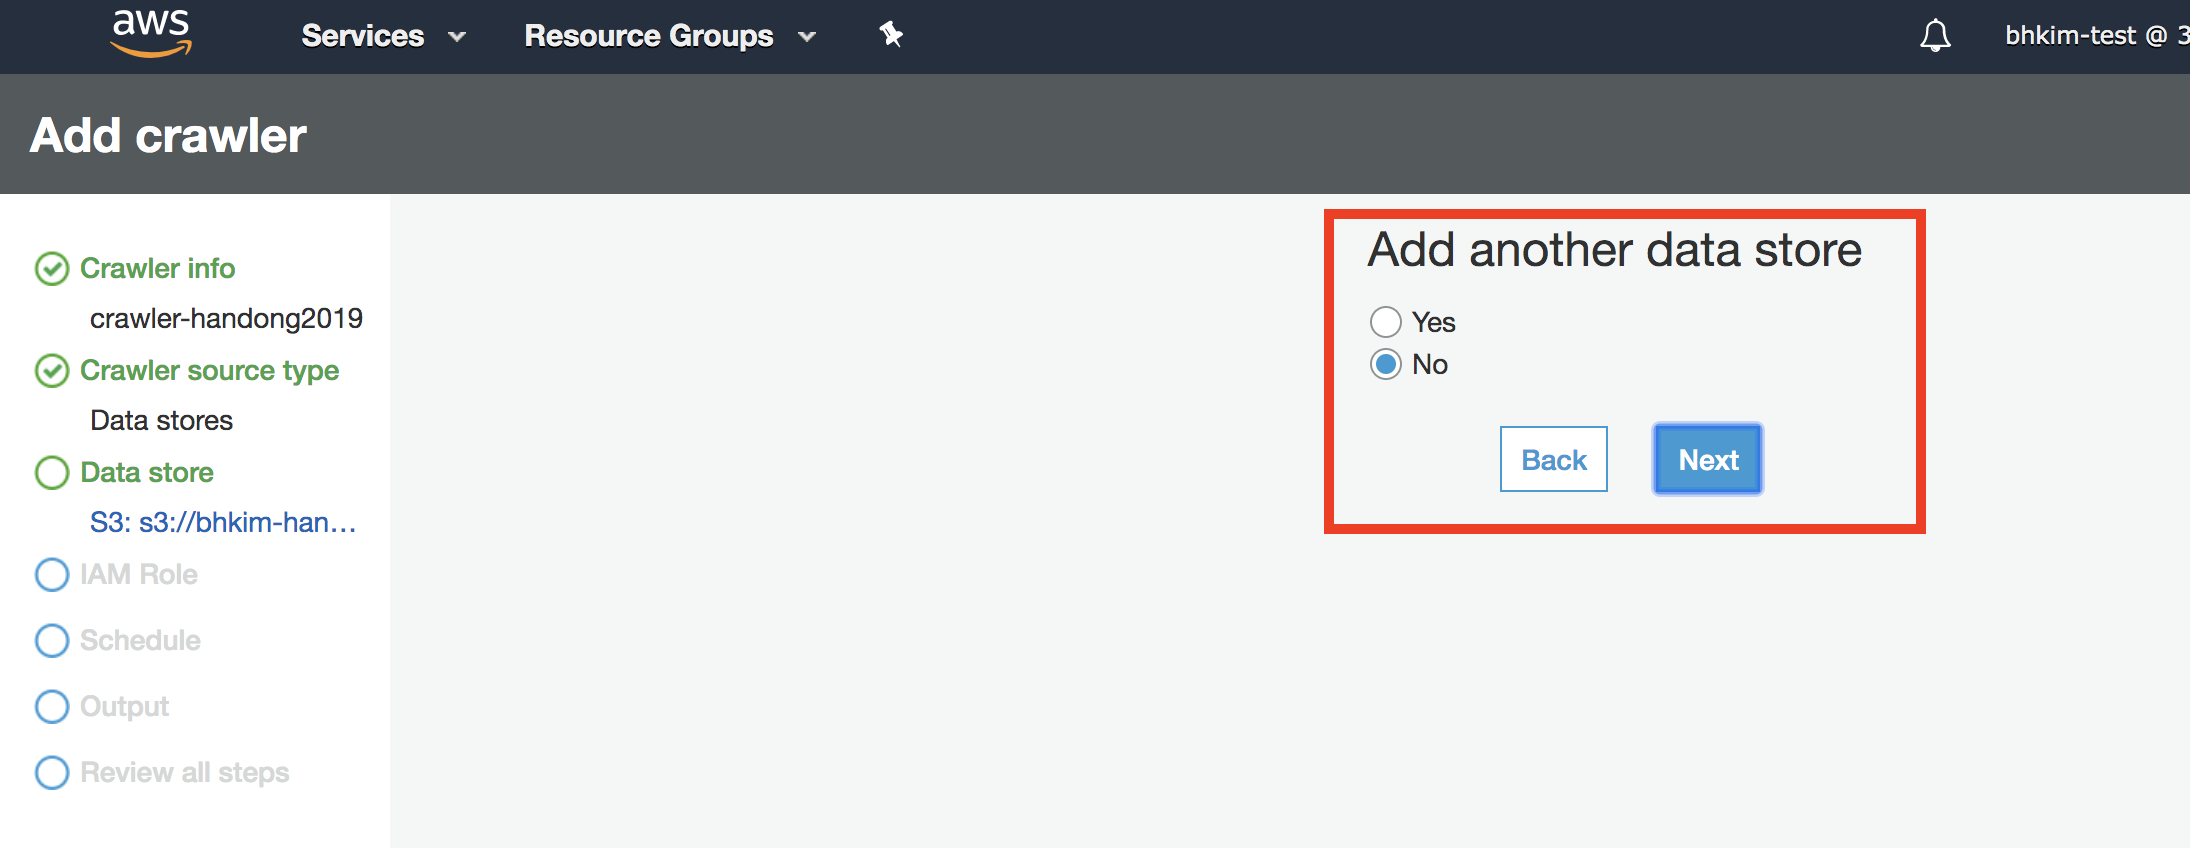 aws
Services
Resource Groups
bhkim-test @ 3
Add crawler
Crawler info
crawler-handong2019
Crawler source type
Data stores
Data store
S3: s3://bhkim-han...
IAM Role
Schedule
Output
Review all steps
Add another data store
Yes
No
Back
Next